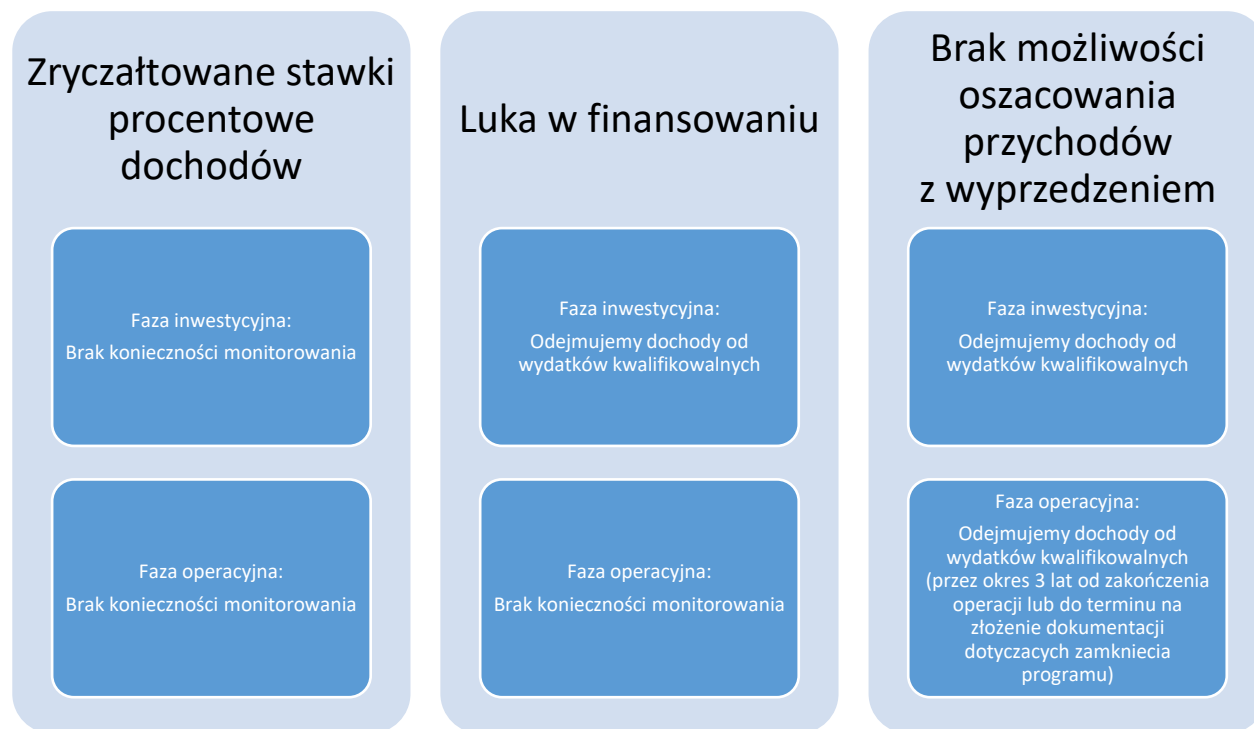 Zryczałtowane stawki
procentowe
dochodów
Faza inwestycyjna:
Brak konieczności monitorowania
Faza operacyjna:
Brak konieczności monitorowania
Luka w finansowaniu
Faza inwestycyjna:
Odejmujemy dochody od
wydatków kwalifikowalnych
Faza operacyjna:
Brak konieczności monitorowania
Brak możliwości
oszacowania
przychodów
z wyprzedzeniem
Faza inwestycyjna:
Odejmujemy dochody od
wydatków kwalifikowalnych
Faza operacyjna:
Odejmujemy dochody od
wydatków kwalifikowalnych
(przez okres 3 lat od zakończenia
operacji lub do terminu na
złożenie dokumentacji
dotyczacych zamkniecia
programu)